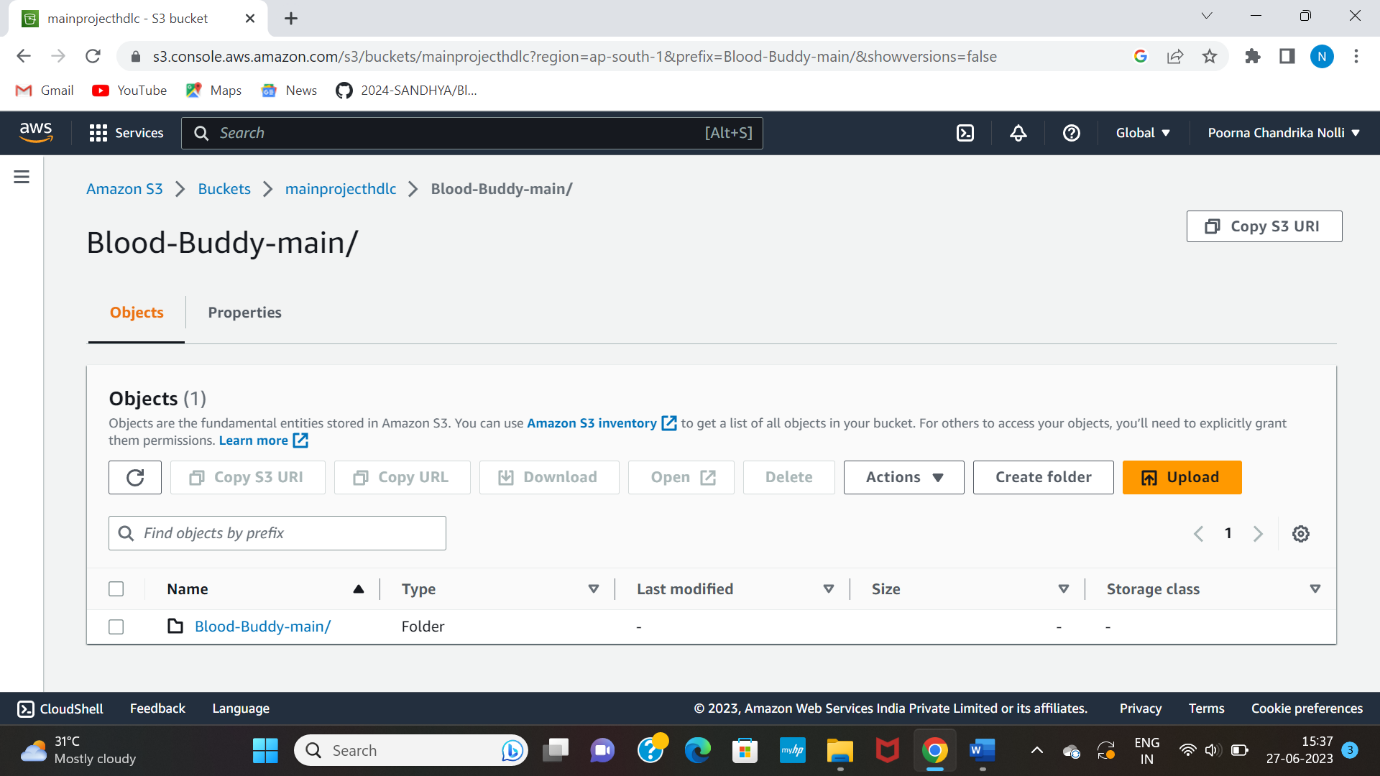 mainprojecthdlc - S3 bucket
s3.console.aws.amazon.com/s3/buckets/mainprojecthdlc?region=ap-south-1&prefix=Blood-Buddy-main/&showversions=false
N
Gmail YouTube Maps News 2024-SANDHYA/Bl...
aws Services Search [Alt+S] Global Poorna Chandrika Nolli
Amazon S3 Buckets mainprojecthdlc Blood-Buddy-main/
Copy S3 URI
Blood-Buddy-main/
Objects Properties
Objects (1)
Objects are the fundamental entities stored in Amazon S3. You can use Amazon S3 inventory to get a list of all objects in your bucket. For others to access your objects, you'll need to explicitly grant
them permissions. Learn more
Copy S3 URI Copy URL Download Open Delete Actions Create folder Upload
Find objects by prefix 1
Name Type Last modified Size Storage class
Blood-Buddy-main/ Folder - - -
CloudShell Feedback Language © 2023, Amazon Web Services India Private Limited or its affiliates. Privacy Terms Cookie preferences
31°C
Mostly cloudy
Search
myhp
W
ENG
IN
15:37
27-06-2023
3